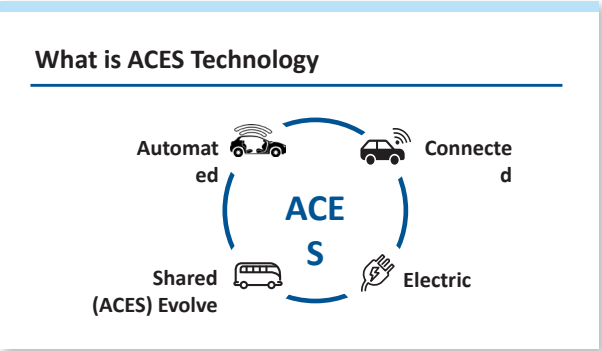 What is ACES Technology
Automat
ed
Connecte
d
ACE
S
Shared
(ACES) Evolve
Electric